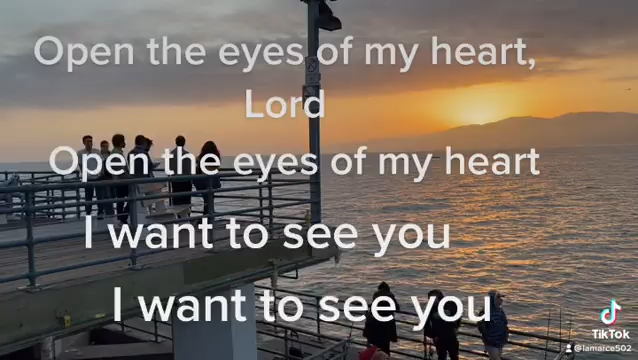 Open the eyes of my heart,
Lord
Open the eyes of my heart
I want to see you
I want to see you
TikTok
@iamarce502